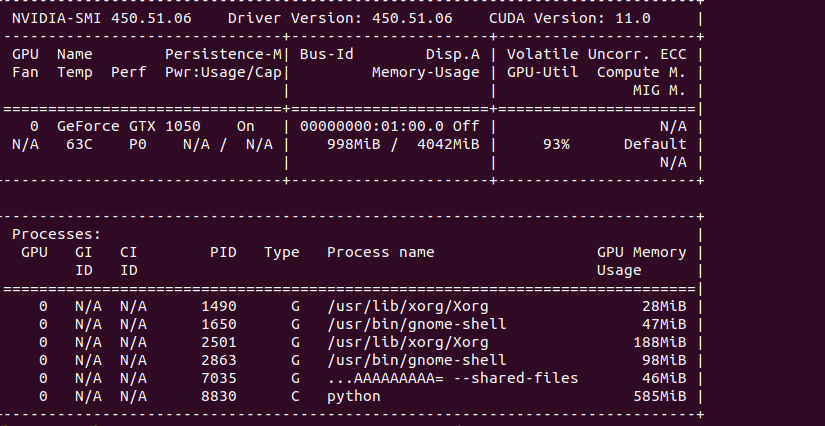 NVIDIA-SMI 450.51.06    Driver Version: 450.51.06    CUDA Version: 11.0     |
-------------------------------+----------------------+----------------------+
GPU  Name        Persistence-M| Bus-Id        Disp.A | Volatile Uncorr. ECC
Fan  Temp  Perf  Pwr:Usage/Cap|         Memory-Usage | GPU-Util  Compute M.
|                      |               MIG M.
===============================+======================+======================|
0  GeForce GTX 1050    On   | 00000000:01:00.0 Off |                  N/A |
N/A   63C    P0    N/A /  N/A |    998MiB /  4042MiB |     93%      Default |
|                      |                  N/A |
-------------------------------+----------------------+----------------------+
-----------------------------------------------------------------------------+
Processes:                                                                  |
GPU   GI   CI        PID   Type   Process name                  GPU Memory |
ID   ID                                                   Usage      |
=============================================================================|
0   N/A  N/A      1490      G   /usr/lib/xorg/Xorg                 28MiB |
0   N/A  N/A      1650      G   /usr/bin/gnome-shell               47MiB |
0   N/A  N/A      2501      G   /usr/lib/xorg/Xorg                188MiB |
0   N/A  N/A      2863      G   /usr/bin/gnome-shell               98MiB |
0   N/A  N/A      7035      G   ...AAAAAAAAA= --shared-files       46MiB |
0   N/A  N/A      8830      C   python                            585MiB |
-----------------------------------------------------------------------------+